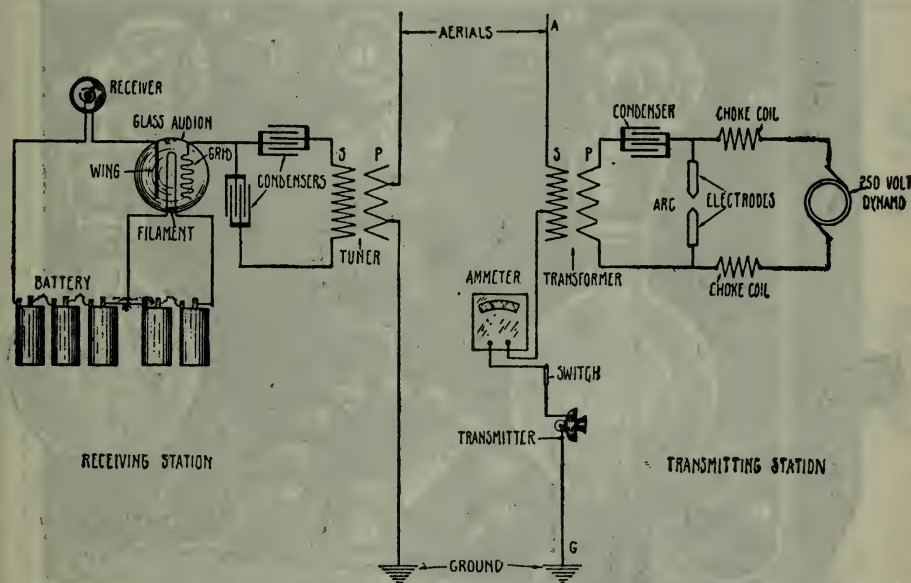 AERIALS
A
RECEIVER
GLASS AUDION
GRID
WING
CONDENSERS
FILAMENT
S
P
TUNER
BATTERY
S
P
TRANSFORMER
CONDENSER
CHOKE COIL
ELECTRODES
ARC
250 VOLT
DYNAMO
CHOKE COIL
AMMETER
SWITCH
TRANSMITTER
RECEIVING STATION
TRANSMITTING STATION
G
GROUND